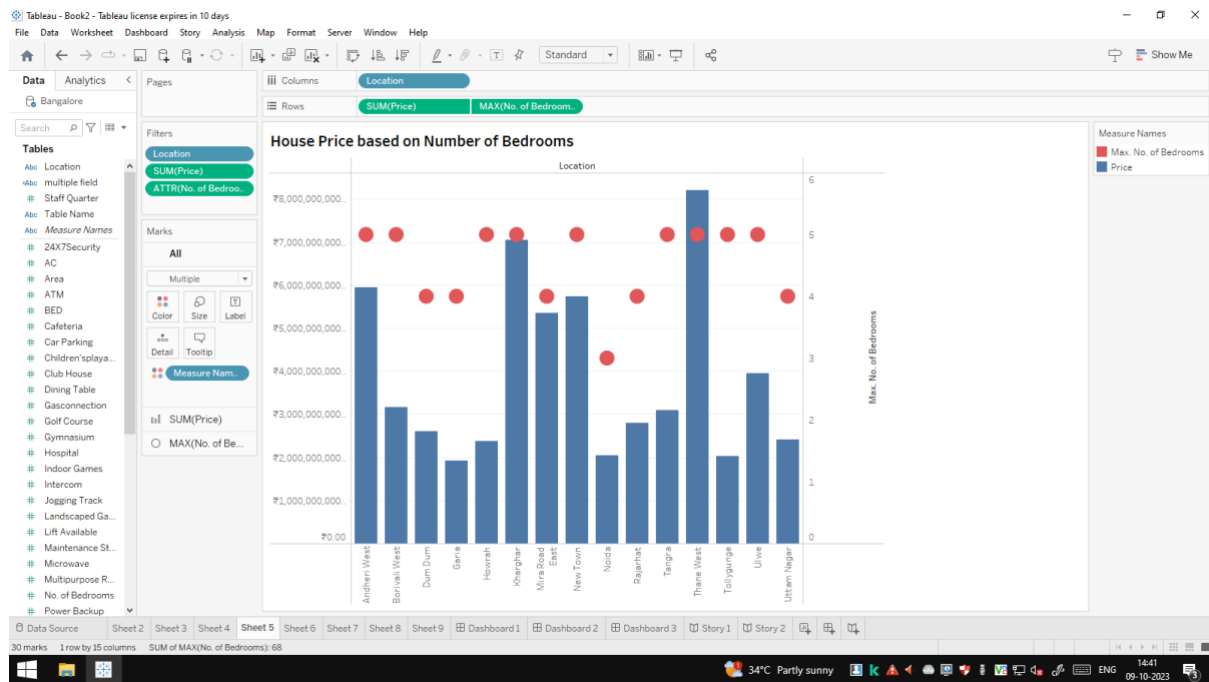 Tableau - Book2 - Tableau license expires in 10 days
File Data Worksheet Dashboard Story Analysis Map Format Server Window Help
Standard
Show Me
Data Analytics
Bangalore
Search
Tables
Abc Location
Abc multiple field
# Staff Quarter
Abc Table Name
Abc Measure Names
# 24X7Security
# AC
# Area
# ATM
# BED
# Cafeteria
# Car Parking
# Children'splaya...
# Club House
# Dining Table
# Gasconnection
# Golf Course
# Gymnasium
# Hospital
# Indoor Games
# Intercom
# Jogging Track
# Landscaped Ga...
# Lift Available
# Maintenance St...
# Microwave
# Multipurpose R...
# No. of Bedrooms
# Power Backup
Pages
Filters
Location
SUM(Price)
ATTR(No. of Bedroo..
Marks
All
Multiple
Color Size Label
Detail Tooltip
Measure Nam..
SUM(Price)
MAX(No. of Be...
Columns Location
Rows SUM(Price) MAX(No. of Bedroom..
House Price based on Number of Bedrooms
Location
₹8,000,000,000..
₹7,000,000,000..
₹6,000,000,000..
₹5,000,000,000..
₹4,000,000,000..
₹3,000,000,000..
₹2,000,000,000..
₹1,000,000,000..
₹0.00
6
5
4
3
2
1
0
Max. No. of Bedrooms
Andheri West
Borivali West
Dum Dum
Garia
Howrah
Kharghar
Mira Road
East
New Town
Noida
Rajarhat
Tangra
Thane West
Tollygunge
Ulwe
Uttam Nagar
Measure Names
Max. No. of Bedrooms
Price
Data Source Sheet 2 Sheet 3 Sheet 4 Sheet 5 Sheet 6 Sheet 7 Sheet 8 Sheet 9 Dashboard 1 Dashboard 2 Dashboard 3 Story 1 Story 2
30 marks 1 row by 15 columns SUM of MAX(No. of Bedrooms): 68
34°C Partly sunny ENG 14:41
09-10-2023
3